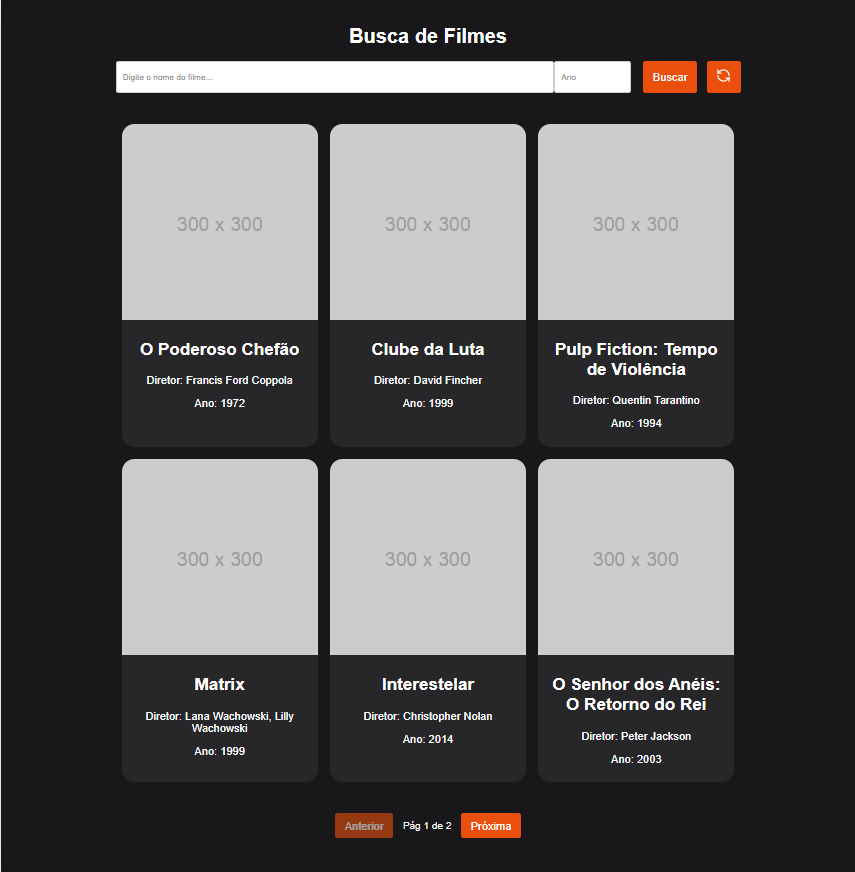 Busca de Filmes
Digite o nome do filme...
Ano
Buscar
300 x 300
300 x 300
300 x 300
O Poderoso Chefão
Diretor: Francis Ford Coppola
Ano: 1972
Clube da Luta
Diretor: David Fincher
Ano: 1999
Pulp Fiction: Tempo
de Violência
Diretor: Quentin Tarantino
Ano: 1994
300 x 300
300 x 300
300 x 300
Matrix
Diretor: Lana Wachowski, Lilly
Wachowski
Ano: 1999
Interestelar
Diretor: Christopher Nolan
Ano: 2014
O Senhor dos Anéis:
O Retorno do Rei
Diretor: Peter Jackson
Ano: 2003
Anterior
Pág 1 de 2
Próxima